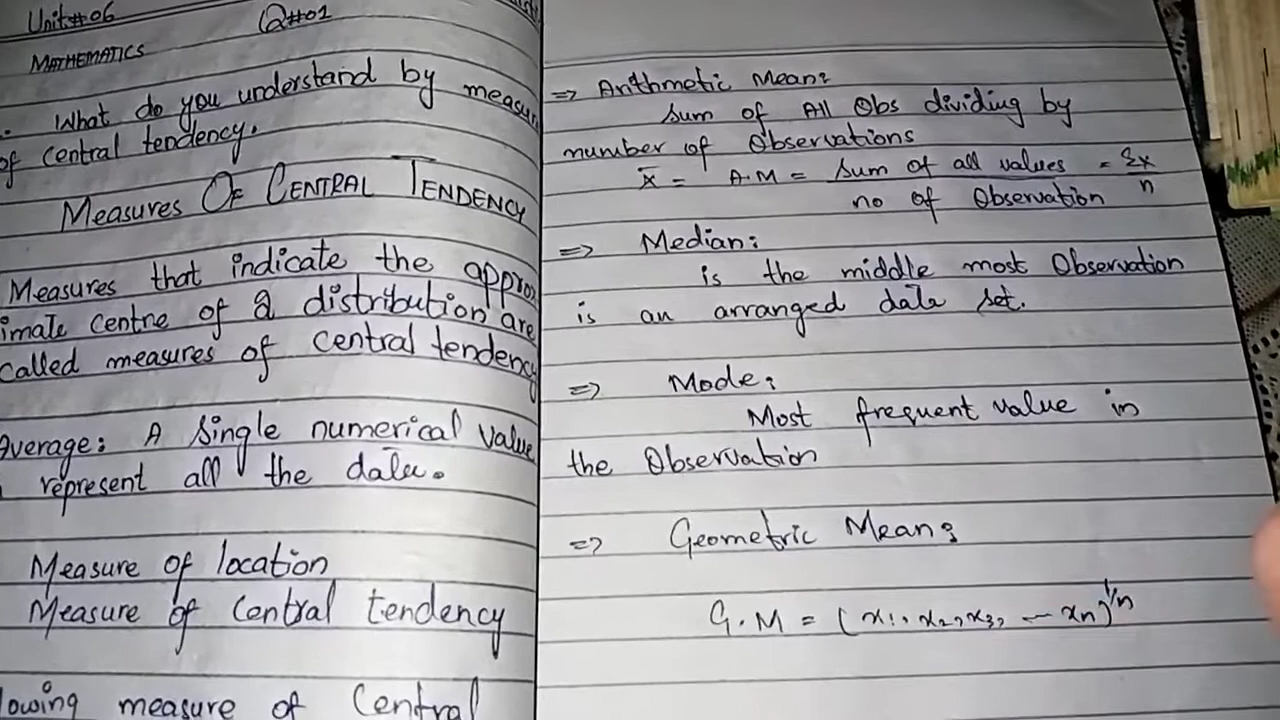 Unit#06 Q#01
MATHEMATICS
. What do you understand by measure
of central tendency.
Measures OF CENTRAL TENDENCY
Measures that indicate the approx
imate centre of a distribution are
called measures of central tendency
Average: A single numerical value
represent all the data.
Measure of location
Measure of central tendency
lowing measure of Central
⇒ Arithmetic Mean:
Sum of All Obs dividing by
number of Observations
x̄ = A.M = Sum of all values = Σx
no of Observation n
⇒ Median:
is the middle most Observation
is an arranged data set.
⇒ Mode:
Most frequent value in
the Observation
⇒ Geometric Mean:
G.M = (x1, x2, x3, — xn)^1/n